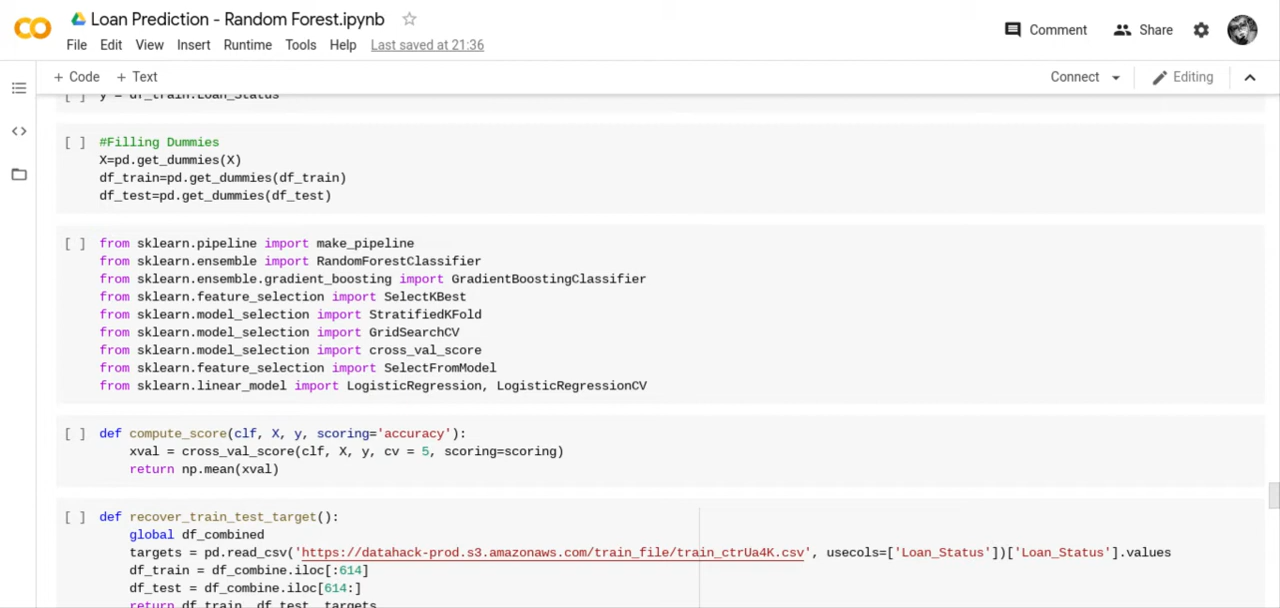 Loan Prediction - Random Forest.ipynb
File Edit View Insert Runtime Tools Help Last saved at 21:36
Comment Share
+ Code + Text
Connect Editing
[ ] y = df_train.Loan_Status
[ ] #Filling Dummies
X=pd.get_dummies(X)
df_train=pd.get_dummies(df_train)
df_test=pd.get_dummies(df_test)
[ ] from sklearn.pipeline import make_pipeline
from sklearn.ensemble import RandomForestClassifier
from sklearn.ensemble.gradient_boosting import GradientBoostingClassifier
from sklearn.feature_selection import SelectKBest
from sklearn.model_selection import StratifiedKFold
from sklearn.model_selection import GridSearchCV
from sklearn.model_selection import cross_val_score
from sklearn.feature_selection import SelectFromModel
from sklearn.linear_model import LogisticRegression, LogisticRegressionCV
[ ] def compute_score(clf, X, y, scoring='accuracy'):
xval = cross_val_score(clf, X, y, cv = 5, scoring=scoring)
return np.mean(xval)
[ ] def recover_train_test_target():
global df_combined
targets = pd.read_csv('https://datahack-prod.s3.amazonaws.com/train_file/train_ctrUa4K.csv', usecols=['Loan_Status'])['Loan_Status'].values
df_train = df_combine.iloc[:614]
df_test = df_combine.iloc[614:]
return df_train, df_test, targets